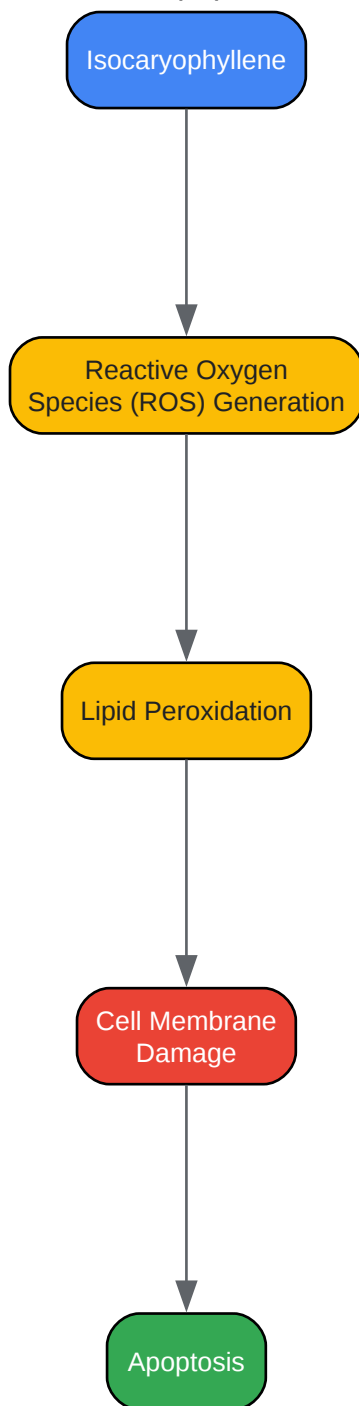 Isocaryophyllene
Reactive Oxygen
Species (ROS) Generation
Lipid Peroxidation
Cell Membrane
Damage
Apoptosis